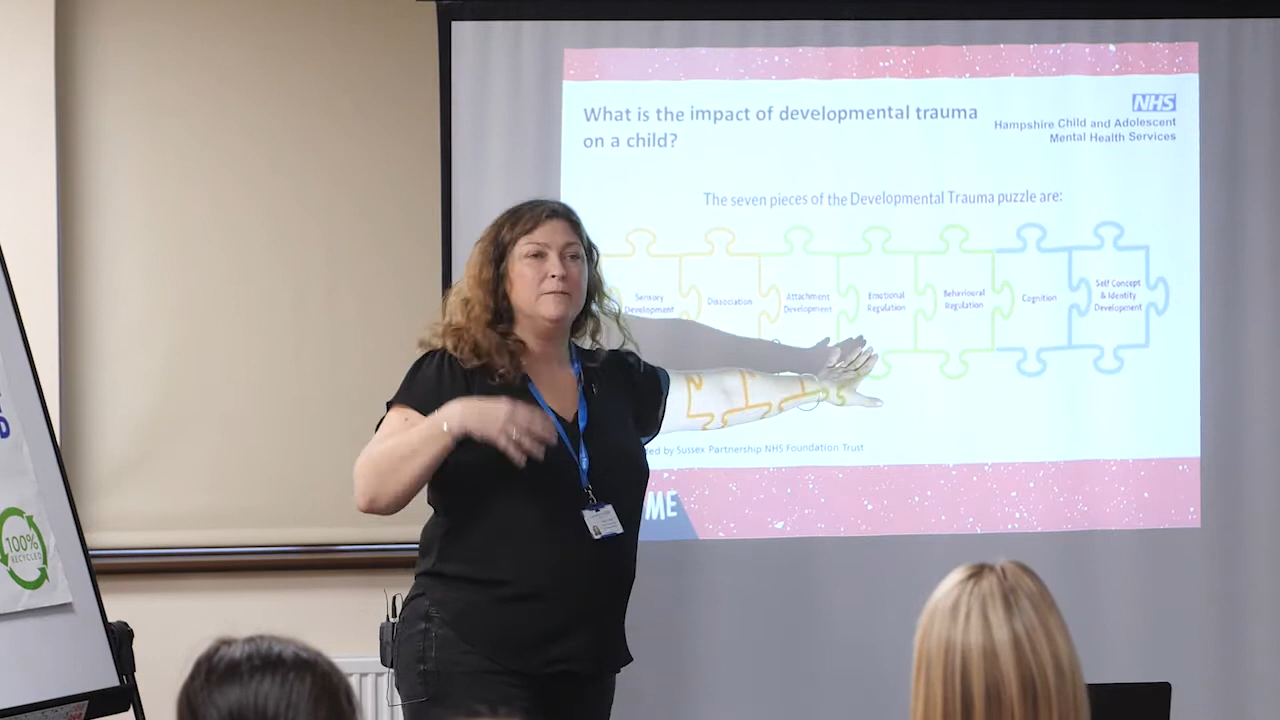 What is the impact of developmental trauma
on a child?
NHS
Hampshire Child and Adolescent
Mental Health Services
The seven pieces of the Developmental Trauma puzzle are:
Sensory
Development
Dissociation
Attachment
Development
Emotional
Regulation
Behavioural
Regulation
Cognition
Self Concept
& Identity
Development
by Sussex Partnership NHS Foundation Trust
ME
100%
RECYCLED